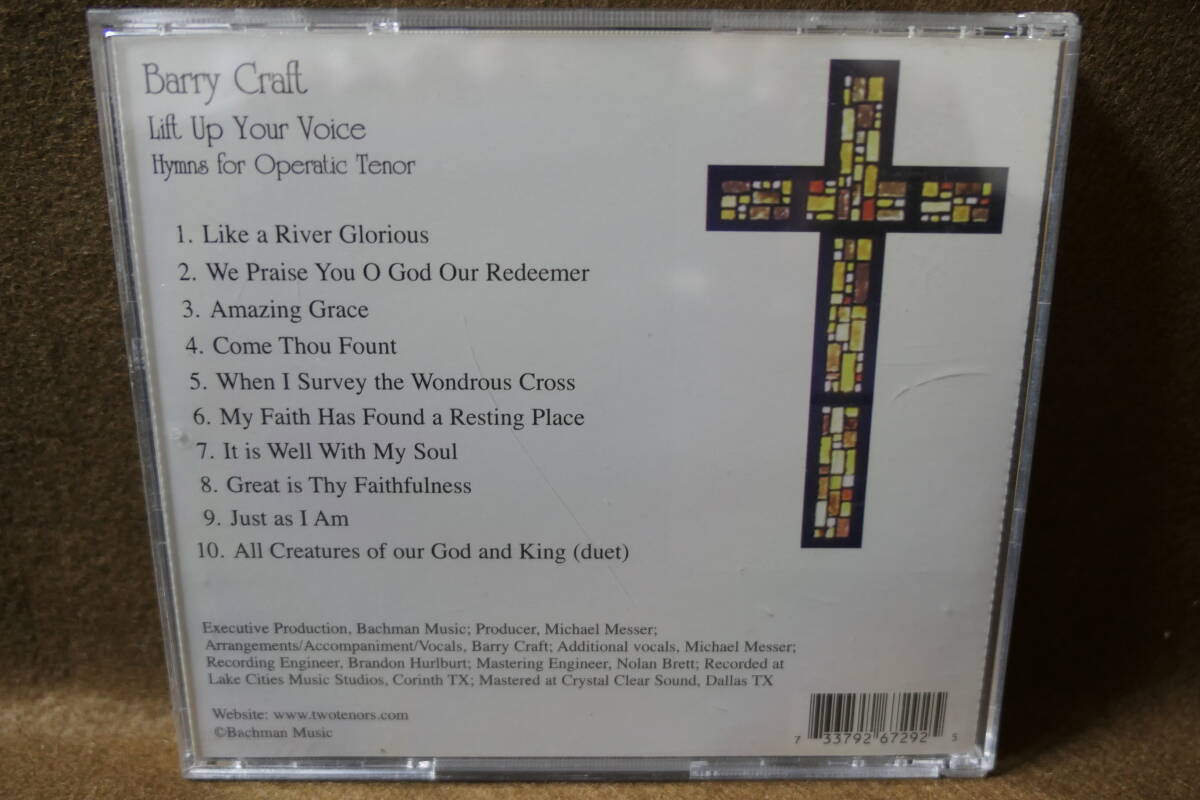 Barry Craft
Lift Up Your Voice
Hymns for Operatic Tenor
1. Like a River Glorious
2. We Praise You O God Our Redeemer
3. Amazing Grace
4. Come Thou Fount
5. When I Survey the Wondrous Cross
6. My Faith Has Found a Resting Place
7. It is Well With My Soul
8. Great is Thy Faithfulness
9. Just as I Am
10. All Creatures of our God and King (duet)
Executive Production, Bachman Music; Producer, Michael Messer;
Arrangements/Accompaniment/Vocals, Barry Craft; Additional vocals, Michael Messer;
Recording Engineer, Brandon Hurlburt; Mastering Engineer, Nolan Brett; Recorded at
Lake Cities Music Studios, Corinth TX; Mastered at Crystal Clear Sound, Dallas TX
Website: www.twotenors.com
©Bachman Music
7 33792 67292 5